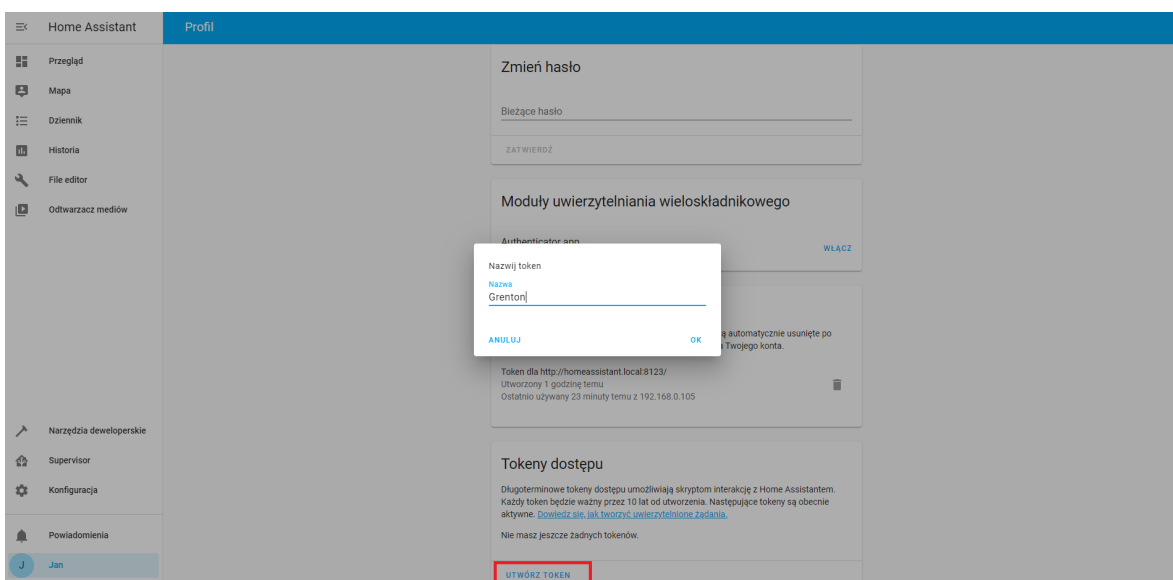 Home Assistant
Profil
Przegląd
Mapa
Dziennik
Historia
File editor
Odtwarzacz mediów
Narzędzia deweloperskie
Supervisor
Konfiguracja
Powiadomienia
J Jan
Zmień hasło
Bieżące hasło
ZATWIERDŹ
Moduły uwierzytelniania wieloskładnikowego
Authenticator app
WŁĄCZ
Nazwij token
Nazwa
Grenton
ANULUJ OK
ą automatycznie usunięte po
Twojego konta.
Token dla http://homeassistant.local:8123/
Utworzony 1 godzinę temu
Ostatnio używany 23 minuty temu z 192.168.0.105
Tokeny dostępu
Długoterminowe tokeny dostępu umożliwiają skryptom interakcję z Home Assistantem.
Każdy token będzie ważny przez 10 lat od utworzenia. Następujące tokeny są obecnie
aktywne. Dowiedz się, jak tworzyć uwierzytelnione żądania.
Nie masz jeszcze żadnych tokenów.
UTWÓRZ TOKEN